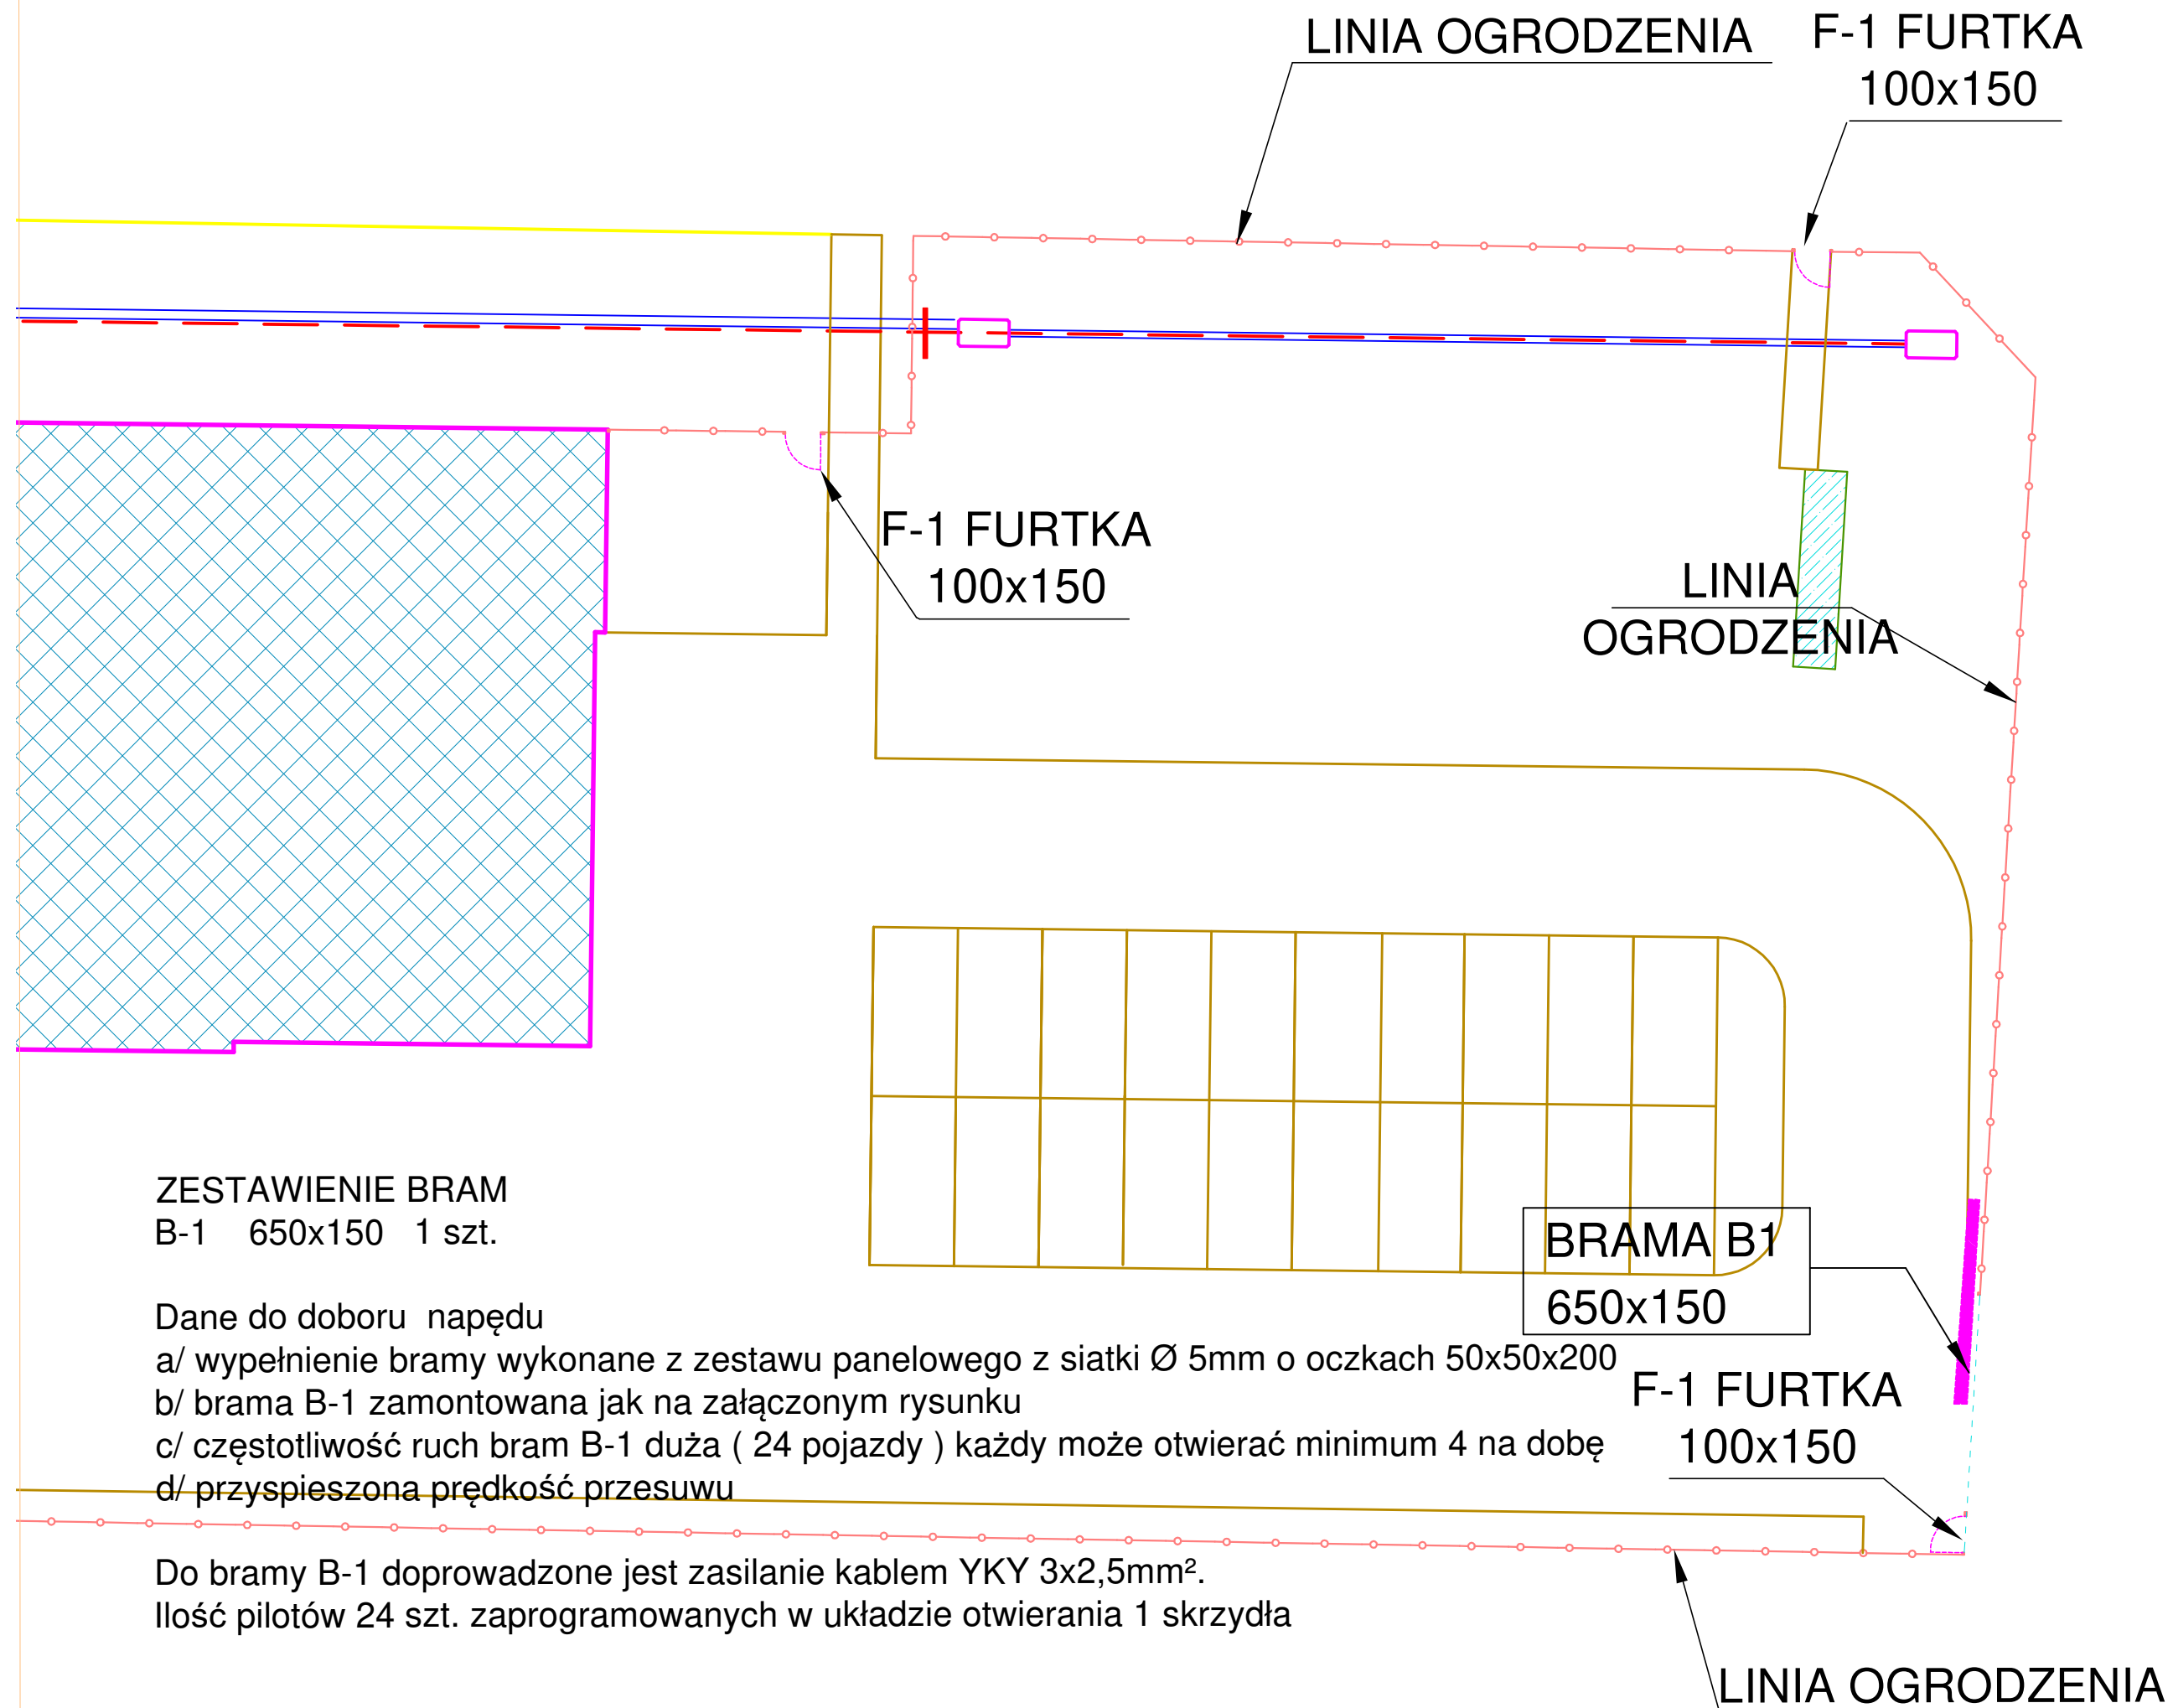 LINIA OGRODZENIA
F-1 FURTKA
100x150
F-1 FURTKA
100x150
LINIA
OGRODZENIA
ZESTAWIENIE BRAM
B-1 650x150 1 szt.
BRAMA B1
650x150
Dane do doboru napędu
a/ wypełnienie bramy wykonane z zestawu panelowego z siatki Ø 5mm o oczkach 50x50x200
b/ brama B-1 zamontowana jak na załączonym rysunku
c/ częstotliwość ruch bram B-1 duża ( 24 pojazdy ) każdy może otwierać minimum 4 na dobę
d/ przyspieszona prędkość przesuwu
F-1 FURTKA
100x150
Do bramy B-1 doprowadzone jest zasilanie kablem YKY 3x2,5mm².
Ilość pilotów 24 szt. zaprogramowanych w układzie otwierania 1 skrzydła
LINIA OGRODZENIA